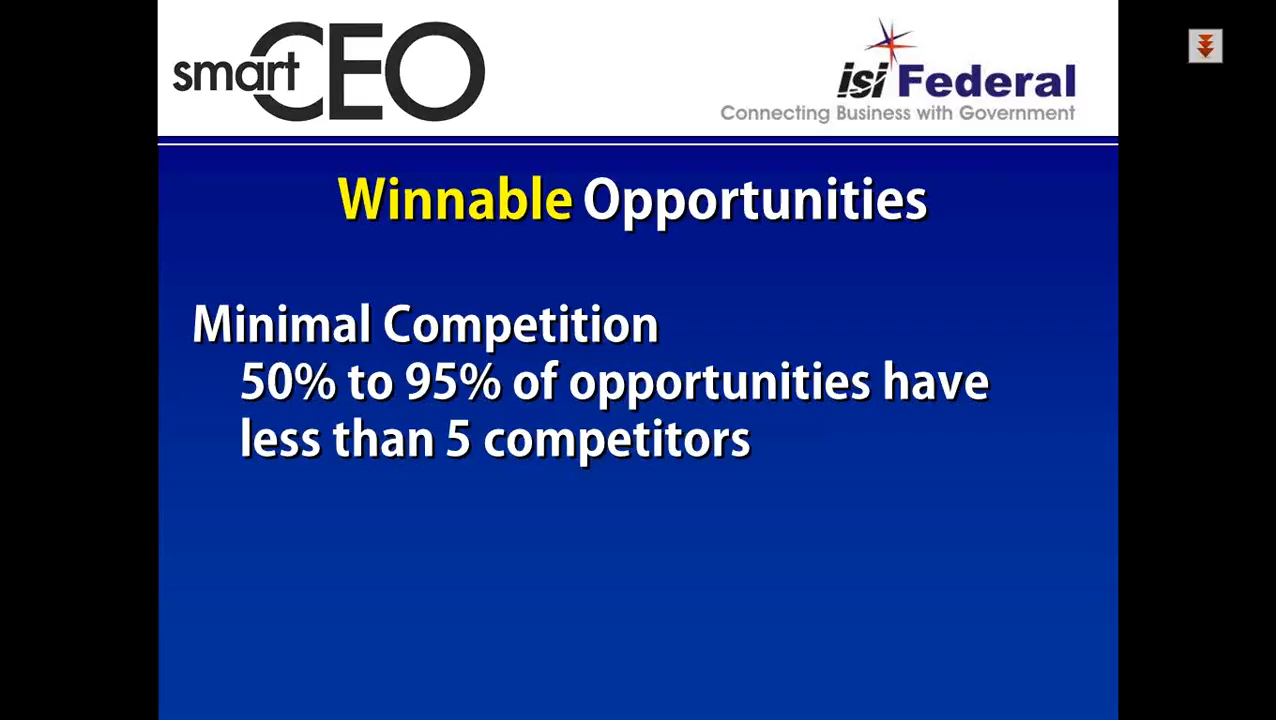 smartCEO
isi Federal
Connecting Business with Government
Winnable Opportunities
Minimal Competition
50% to 95% of opportunities have
less than 5 competitors